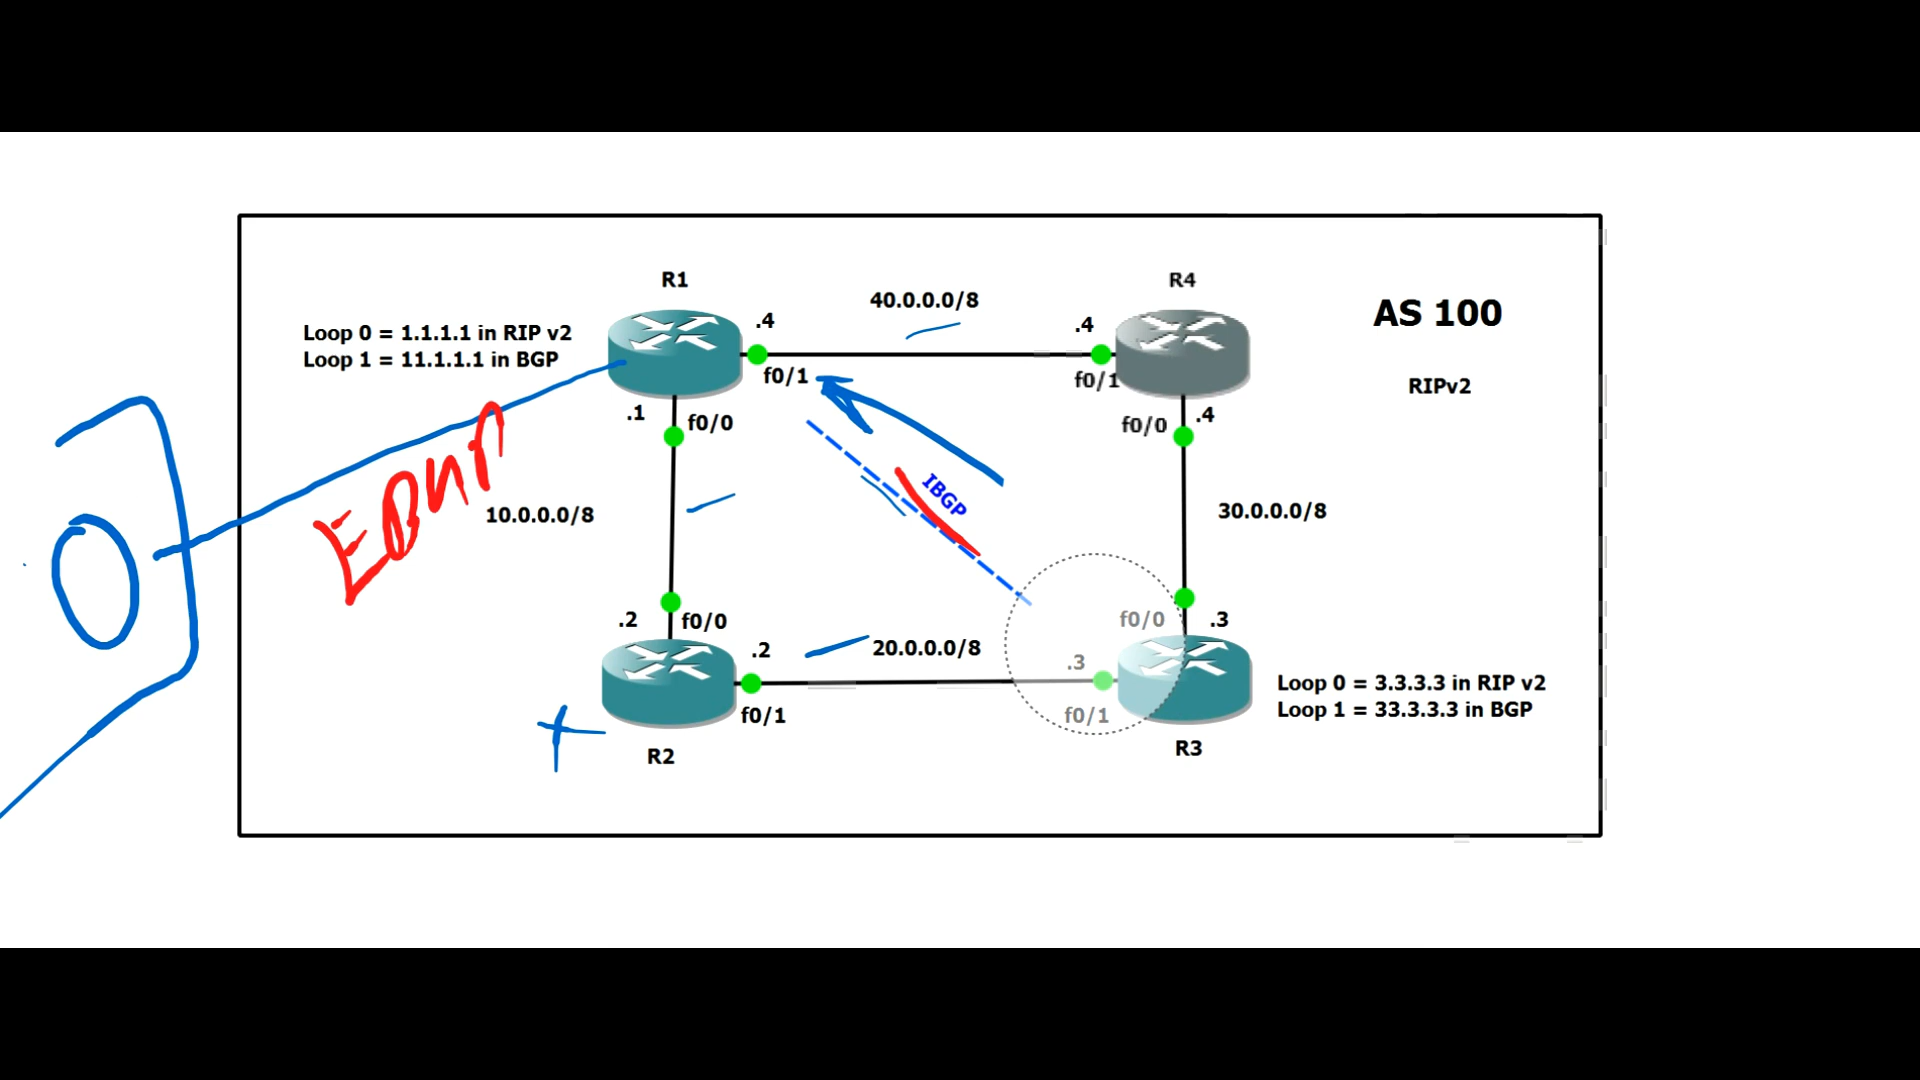 R1
R4
40.0.0.0/8
AS 100
Loop 0 = 1.1.1.1 in RIP v2
Loop 1 = 11.1.1.1 in BGP
.4
.4
f0/1
f0/1
RIPv2
.1
f0/0
f0/0
.4
IBGP
10.0.0.0/8
30.0.0.0/8
.2
f0/0
f0/0
.3
.2
20.0.0.0/8
.3
f0/1
f0/1
Loop 0 = 3.3.3.3 in RIP v2
Loop 1 = 33.3.3.3 in BGP
R2
R3